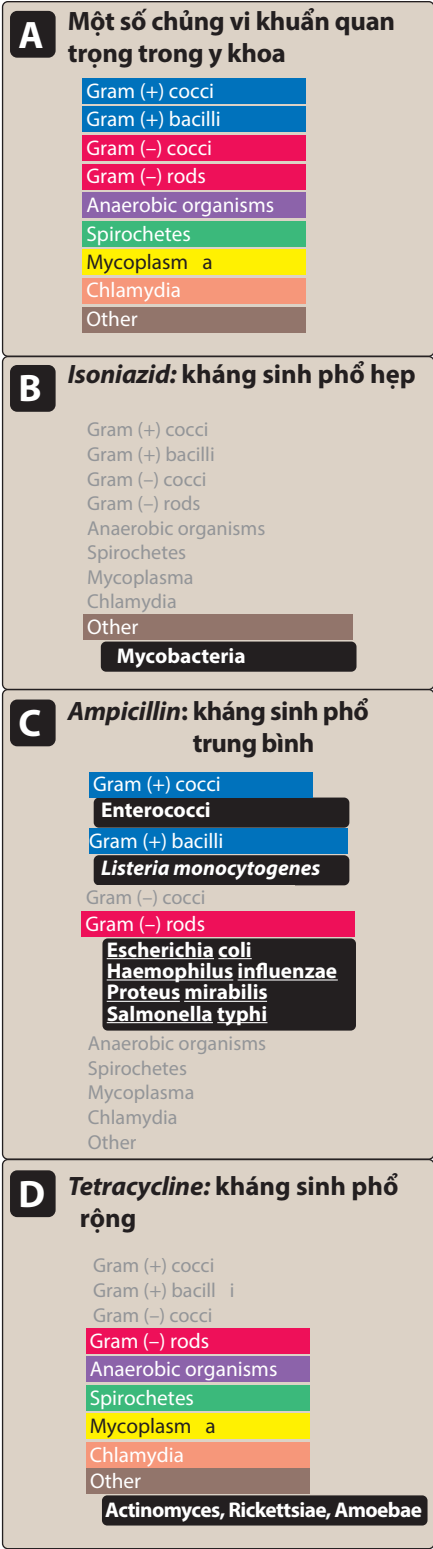 A
Một số chủng vi khuẩn quan
trọng trong y khoa
Gram (+) cocci
Gram (+) bacilli
Gram (–) cocci
Gram (–) rods
Anaerobic organisms
Spirochetes
Mycoplasm a
Chlamydia
Other
B
Isoniazid: kháng sinh phổ hẹp
Gram (+) cocci
Gram (+) bacilli
Gram (–) cocci
Gram (–) rods
Anaerobic organisms
Spirochetes
Mycoplasma
Chlamydia
Other
Mycobacteria
C
Ampicillin: kháng sinh phổ
trung bình
Gram (+) cocci
Enterococci
Gram (+) bacilli
Listeria monocytogenes
Gram (–) cocci
Gram (–) rods
Escherichia coli
Haemophilus influenzae
Proteus mirabilis
Salmonella typhi
Anaerobic organisms
Spirochetes
Mycoplasma
Chlamydia
Other
D
Tetracycline: kháng sinh phổ
rộng
Gram (+) cocci
Gram (+) bacill i
Gram (–) cocci
Gram (–) rods
Anaerobic organisms
Spirochetes
Mycoplasm a
Chlamydia
Other
Actinomyces, Rickettsiae, Amoebae